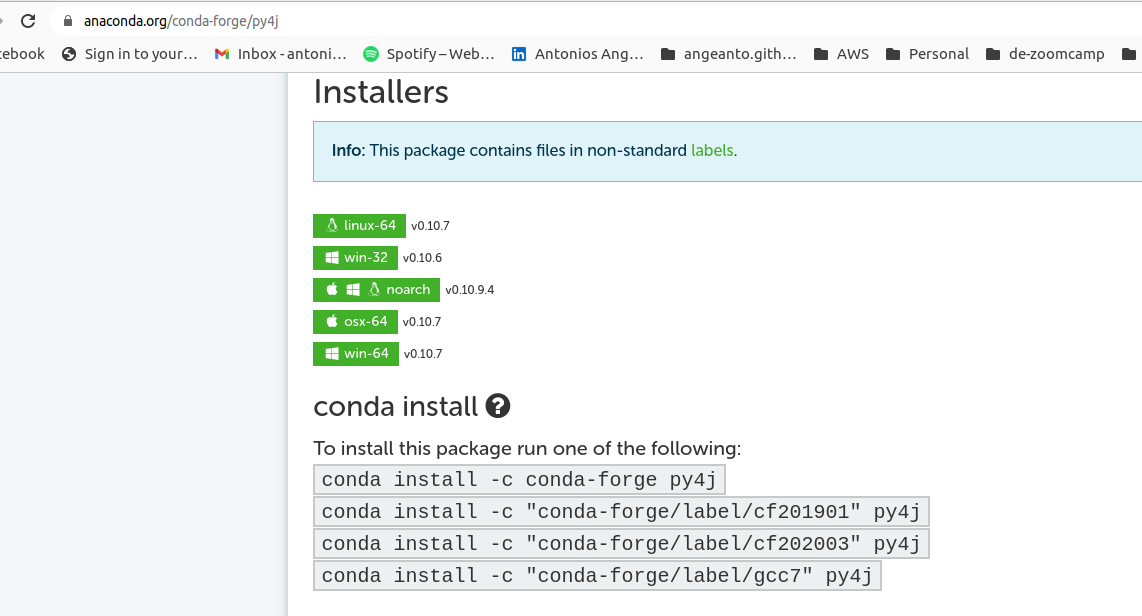 anaconda.org/conda-forge/py4j
cebook Sign in to your… Inbox - antoni… Spotify – Web… Antonios Ang… angeanto.gith… AWS Personal de-zoomcamp
Installers
Info: This package contains files in non-standard labels.
linux-64 v0.10.7
win-32 v0.10.6
noarch v0.10.9.4
osx-64 v0.10.7
win-64 v0.10.7
conda install ?
To install this package run one of the following:
conda install -c conda-forge py4j
conda install -c "conda-forge/label/cf201901" py4j
conda install -c "conda-forge/label/cf202003" py4j
conda install -c "conda-forge/label/gcc7" py4j